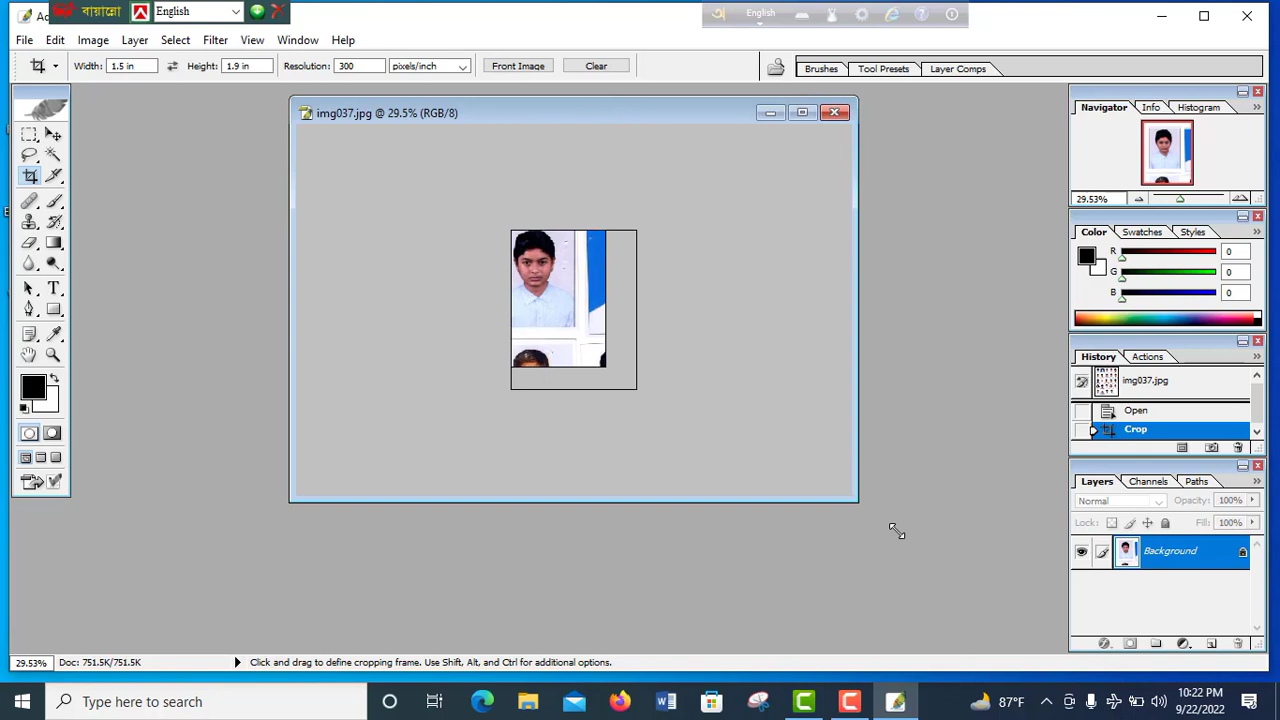 বায়ান্নো English
English
File Edit Image Layer Select Filter View Window Help
Width: 1.5 in Height: 1.9 in Resolution: 300 pixels/inch Front Image Clear Brushes Tool Presets Layer Comps
img037.jpg @ 29.5% (RGB/8)
Navigator Info Histogram
29.53%
Color Swatches Styles
R 0
G 0
B 0
History Actions
img037.jpg
Open
Crop
Layers Channels Paths
Normal Opacity: 100%
Lock: Fill: 100%
Background
29.53% Doc: 751.5K/751.5K Click and drag to define cropping frame. Use Shift, Alt, and Ctrl for additional options.
Type here to search
87°F
10:22 PM
9/22/2022